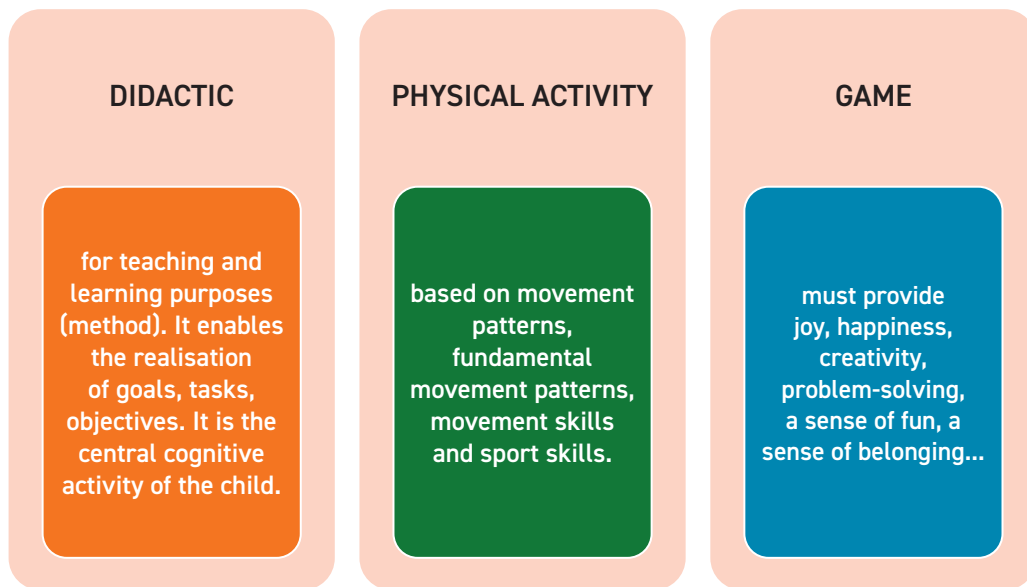 DIDACTIC
for teaching and
learning purposes
(method). It enables
the realisation
of goals, tasks,
objectives. It is the
central cognitive
activity of the child.
PHYSICAL ACTIVITY
based on movement
patterns,
fundamental
movement patterns,
movement skills
and sport skills.
GAME
must provide
joy, happiness,
creativity,
problem-solving,
a sense of fun, a
sense of belonging...